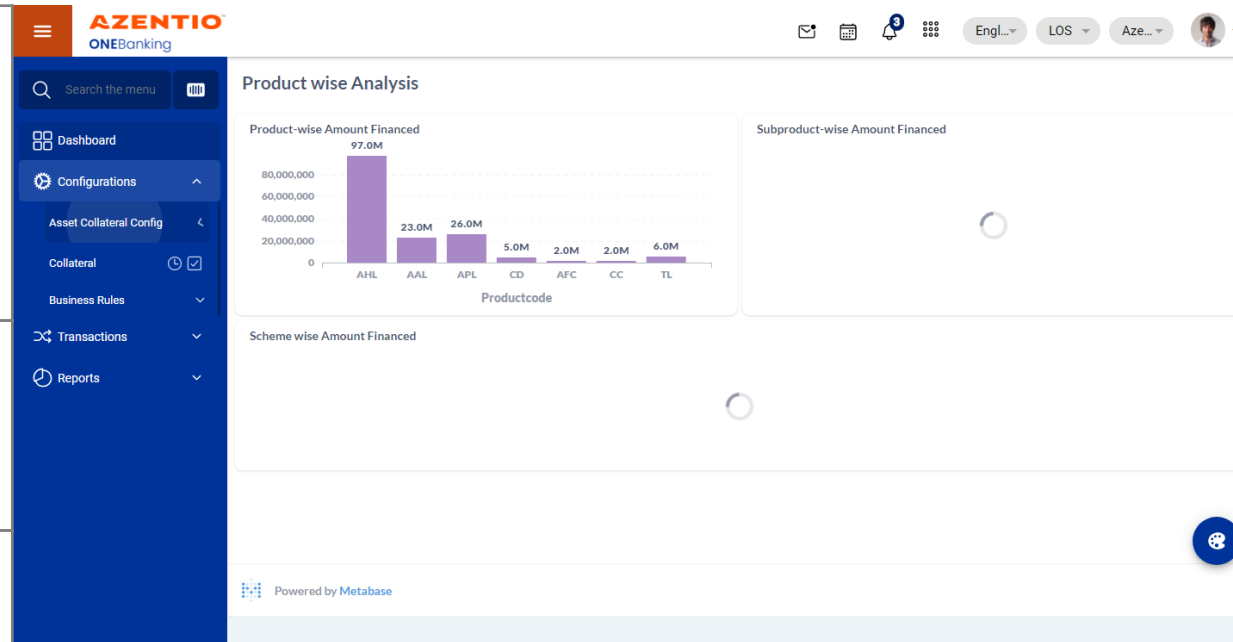 AZENTIO
ONEBanking
3
Engl...
LOS
Aze...
Search the menu
Dashboard
Configurations
Asset Collateral Config
Collateral
Business Rules
Transactions
Reports
Product wise Analysis
Product-wise Amount Financed
97.0M
80,000,000
60,000,000
40,000,000
20,000,000
0
23.0M
26.0M
5.0M
2.0M
2.0M
6.0M
AHL AAL APL CD AFC CC TL
Productcode
Subproduct-wise Amount Financed
Scheme wise Amount Financed
Powered by Metabase